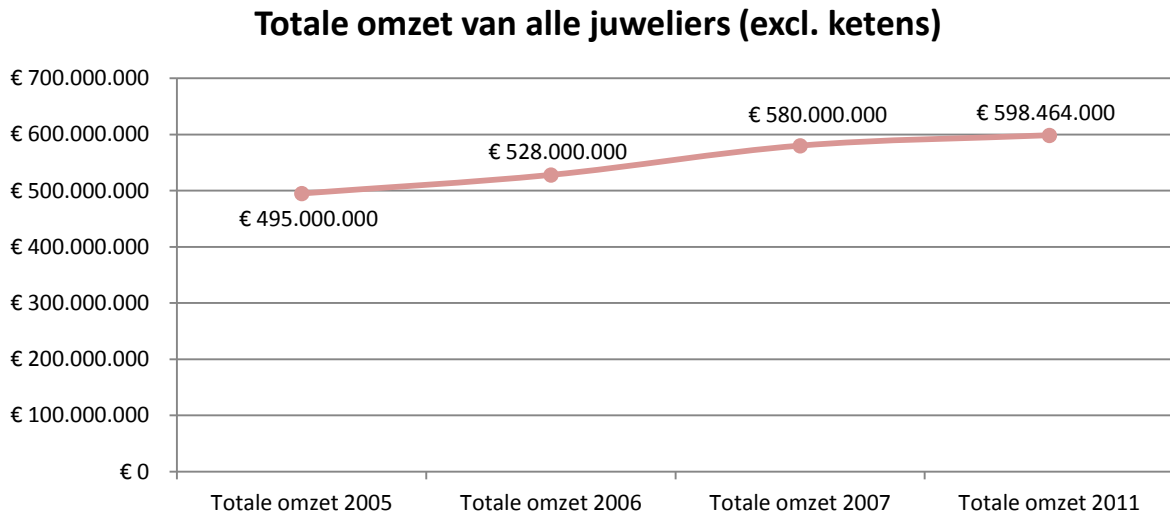 Totale omzet van alle juweliers (excl. ketens)
€ 700.000.000
€ 600.000.000
€ 500.000.000
€ 400.000.000
€ 300.000.000
€ 200.000.000
€ 100.000.000
€ 0
€ 495.000.000
€ 528.000.000
€ 580.000.000
€ 598.464.000
Totale omzet 2005
Totale omzet 2006
Totale omzet 2007
Totale omzet 2011